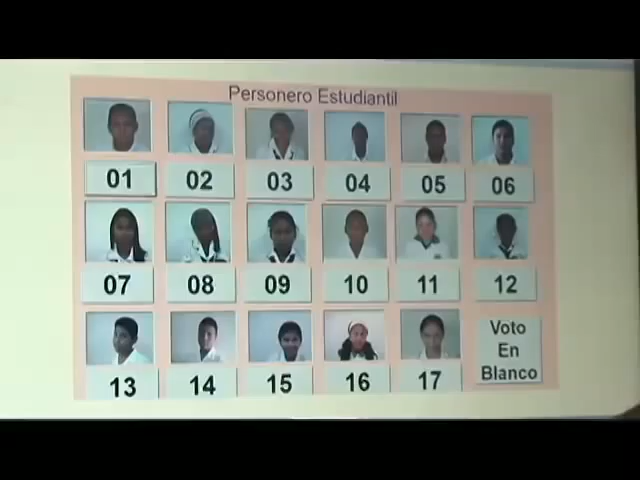 Personero Estudiantil
01 02 03 04 05 06
07 08 09 10 11 12
13 14 15 16 17
Voto
En
Blanco